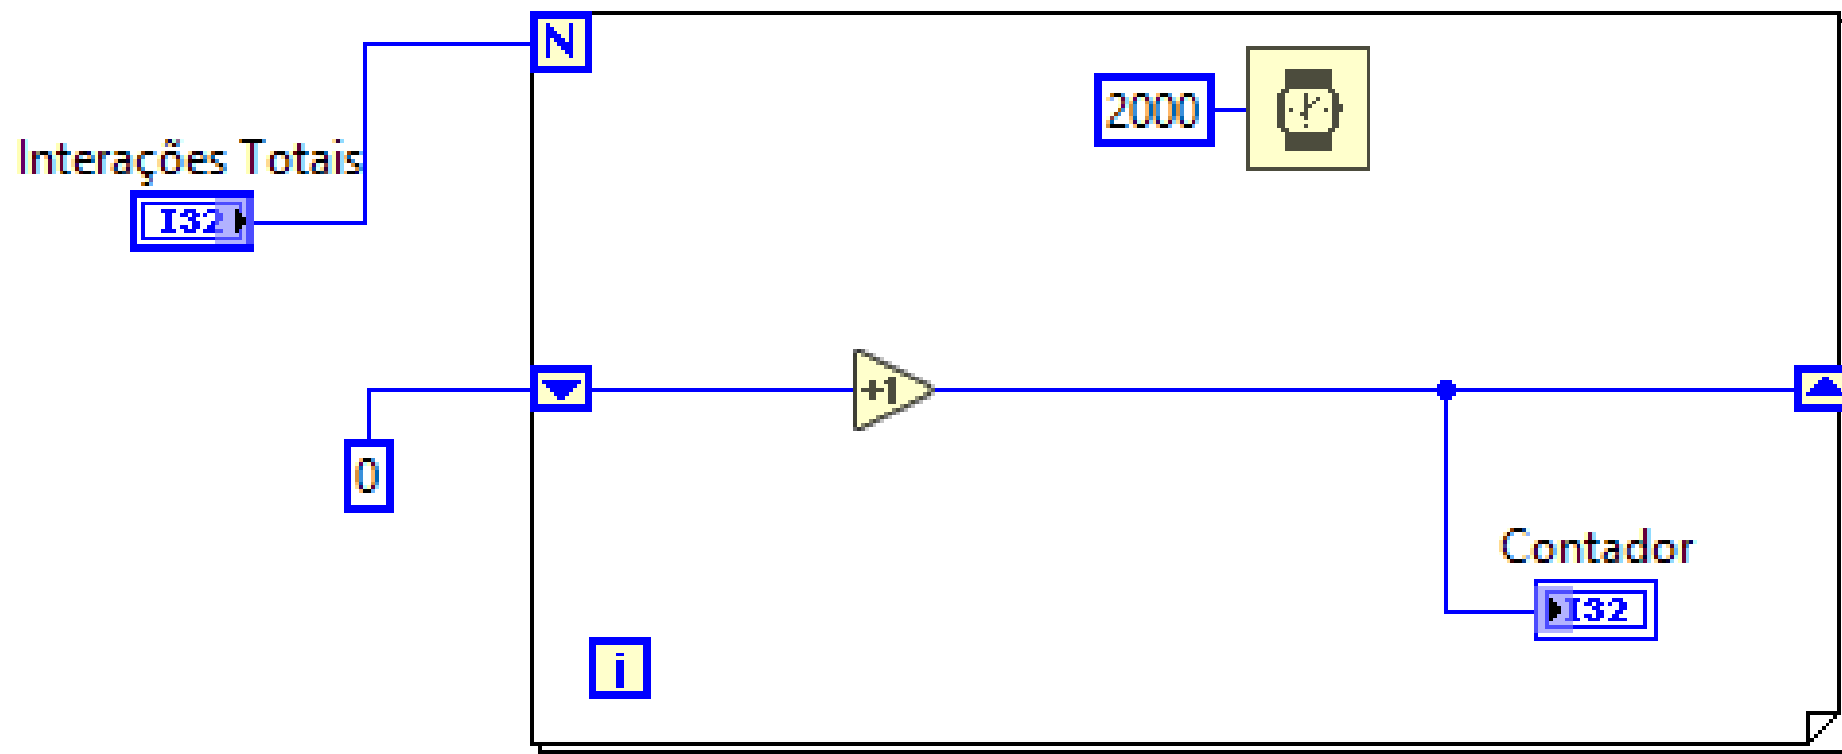 N
2000
Interações Totais
I32
+1
0
Contador
I32
i